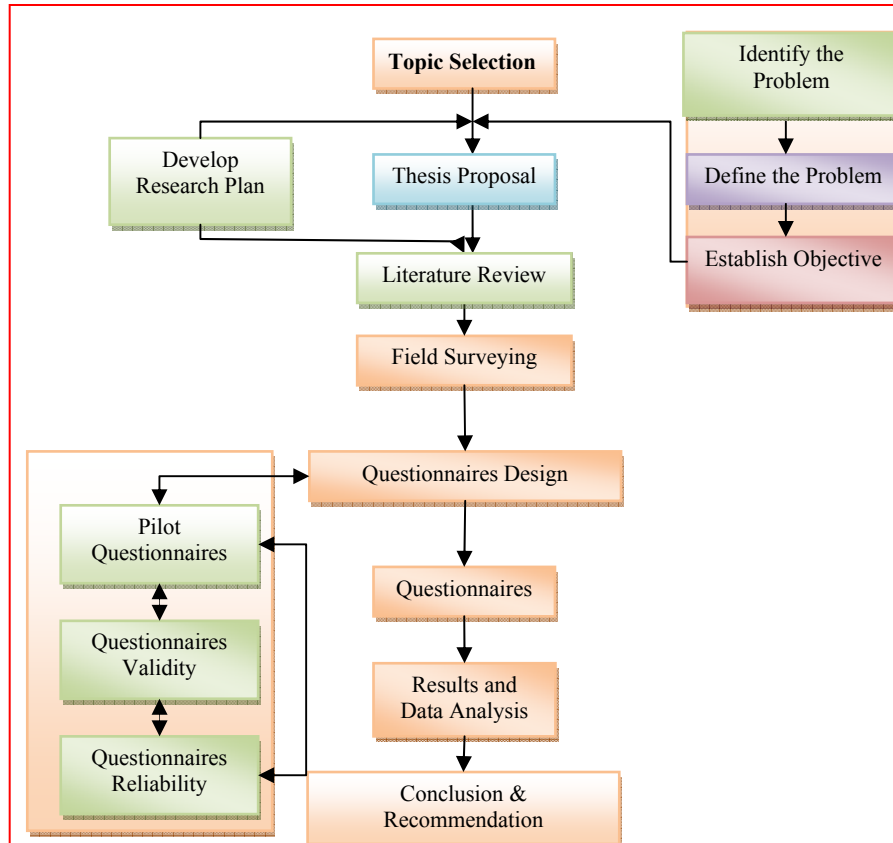 Topic Selection
Identify the
Problem
Develop
Research Plan
Thesis Proposal
Define the Problem
Literature Review
Establish Objective
Field Surveying
Questionnaires Design
Pilot
Questionnaires
Questionnaires
Questionnaires
Validity
Results and
Data Analysis
Questionnaires
Reliability
Conclusion &
Recommendation